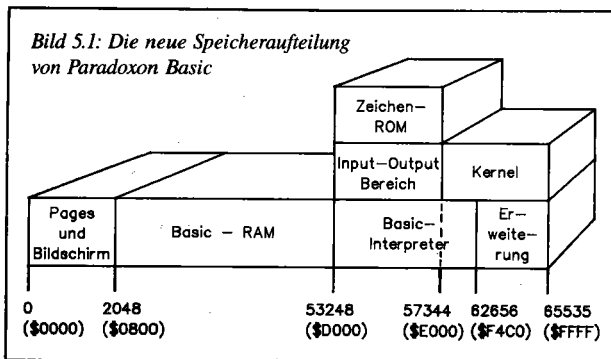 Bild 5.1: Die neue Speicheraufteilung
von Paradoxon Basic
Zeichen-
ROM
Input-Output
Bereich
Kernel
Pages
und
Bildschirm
Basic - RAM
Basic-
Interpreter
Er-
weite-
rung
0
($0000)
2048
($0800)
53248
($D000)
57344
($E000)
62656
($F4C0)
65535
($FFFF)